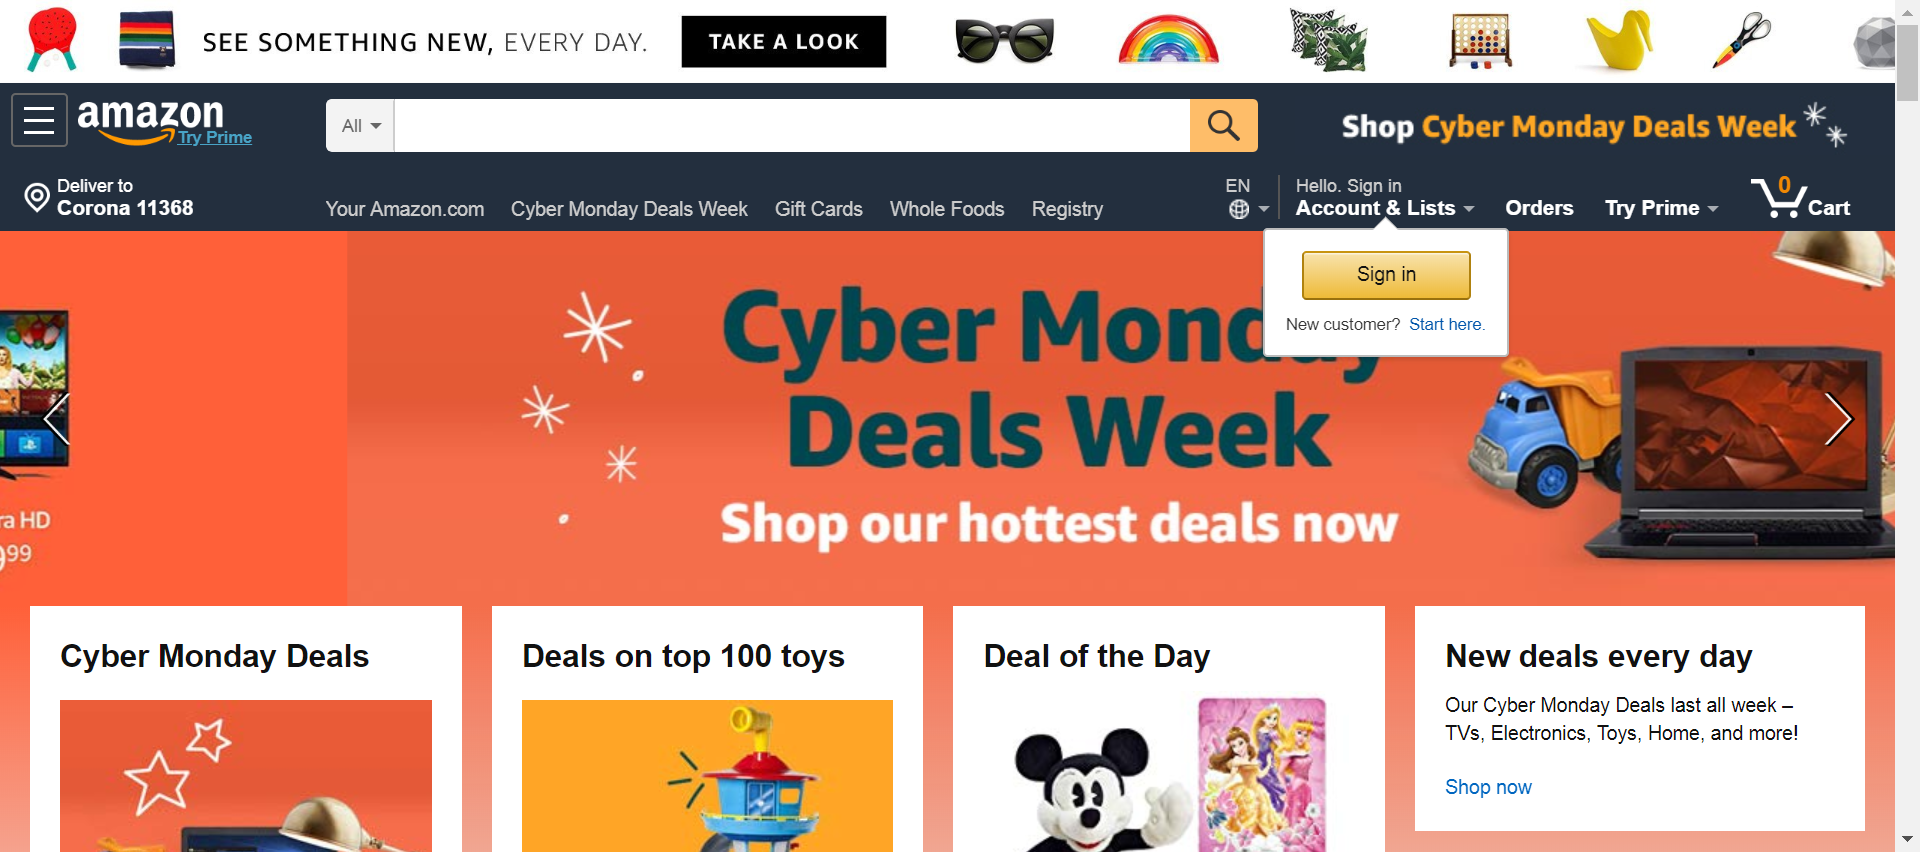 SEE SOMETHING NEW, EVERY DAY.
TAKE A LOOK
amazon
Try Prime
All
Shop Cyber Monday Deals Week
Deliver to
Corona 11368
Your Amazon.com
Cyber Monday Deals Week
Gift Cards
Whole Foods
Registry
EN
Hello. Sign in
Account & Lists
Orders
Try Prime
0
Cart
Sign in
New customer? Start here.
Cyber Monday
Deals Week
Shop our hottest deals now
ra HD
99
Cyber Monday Deals
Deals on top 100 toys
Deal of the Day
New deals every day
Our Cyber Monday Deals last all week –
TVs, Electronics, Toys, Home, and more!
Shop now